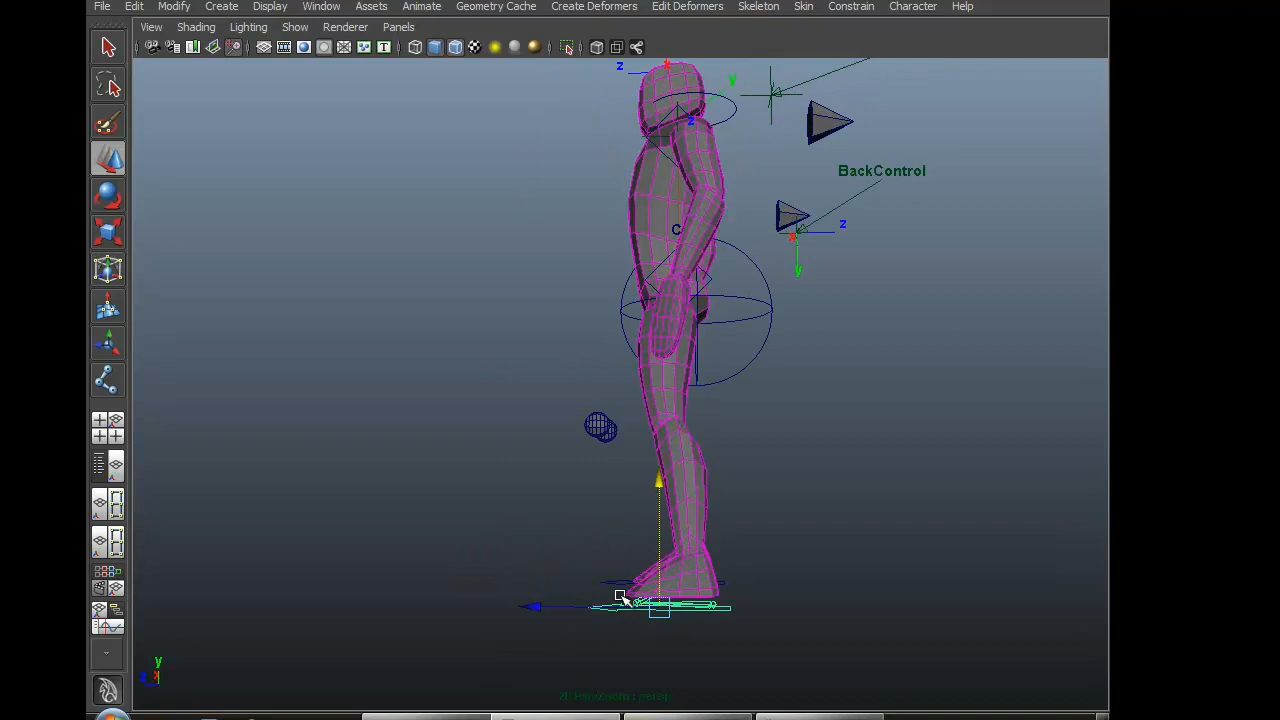 File Edit Modify Create Display Window Assets Animate Geometry Cache Create Deformers Edit Deformers Skeleton Skin Constrain Character Help
View Shading Lighting Show Renderer Panels
z x y
z
BackControl
C z
x
y
y
z x